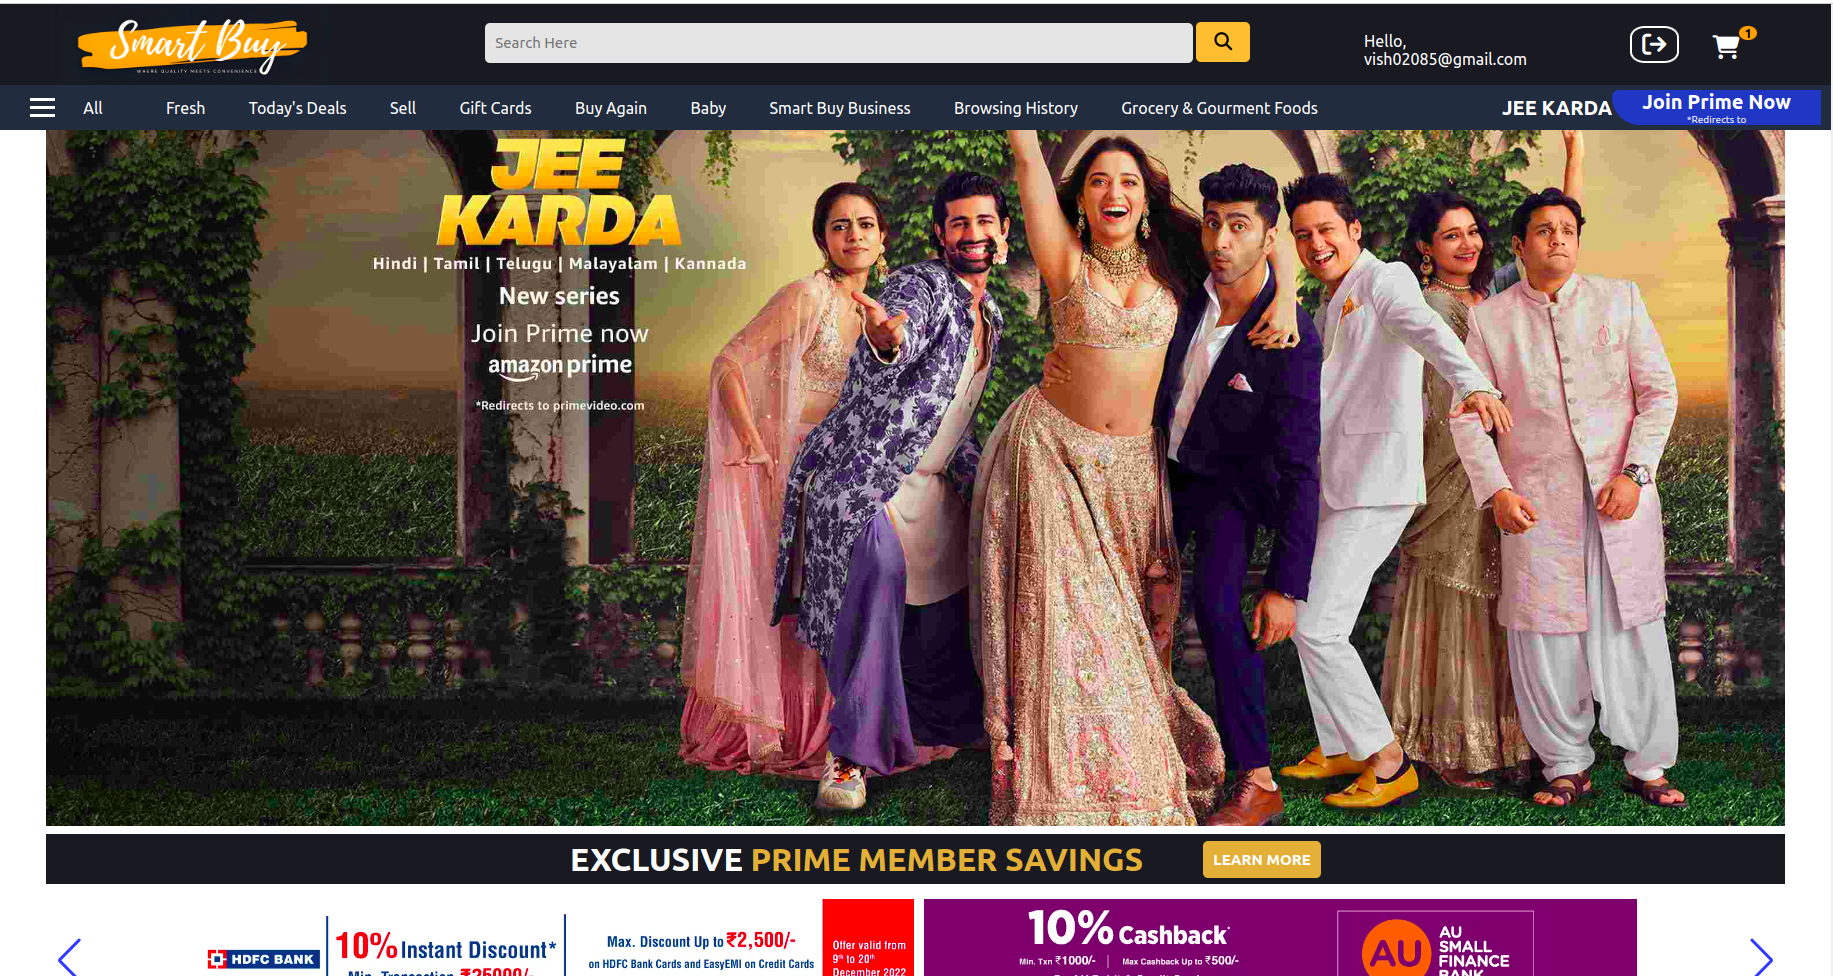 Smart Buy
WHERE QUALITY MEETS CONVENIENCE
Search Here
Hello,
vish02085@gmail.com
1
All
Fresh
Today's Deals
Sell
Gift Cards
Buy Again
Baby
Smart Buy Business
Browsing History
Grocery & Gourment Foods
JEE KARDA
Join Prime Now
*Redirects to
JEE
KARDA
Hindi | Tamil | Telugu | Malayalam | Kannada
New series
Join Prime now
amazon prime
*Redirects to primevideo.com
EXCLUSIVE PRIME MEMBER SAVINGS
LEARN MORE
HDFC BANK
10% Instant Discount*
Min. Transaction ₹25000/-
Max. Discount Up to ₹2,500/-
on HDFC Bank Cards and EasyEMI on Credit Cards
Offer valid from
9th to 20th
December 2022
10% Cashback*
Min. Txn ₹1000/- | Max Cashback Up to ₹500/-
AU
AU
SMALL
FINANCE
BANK